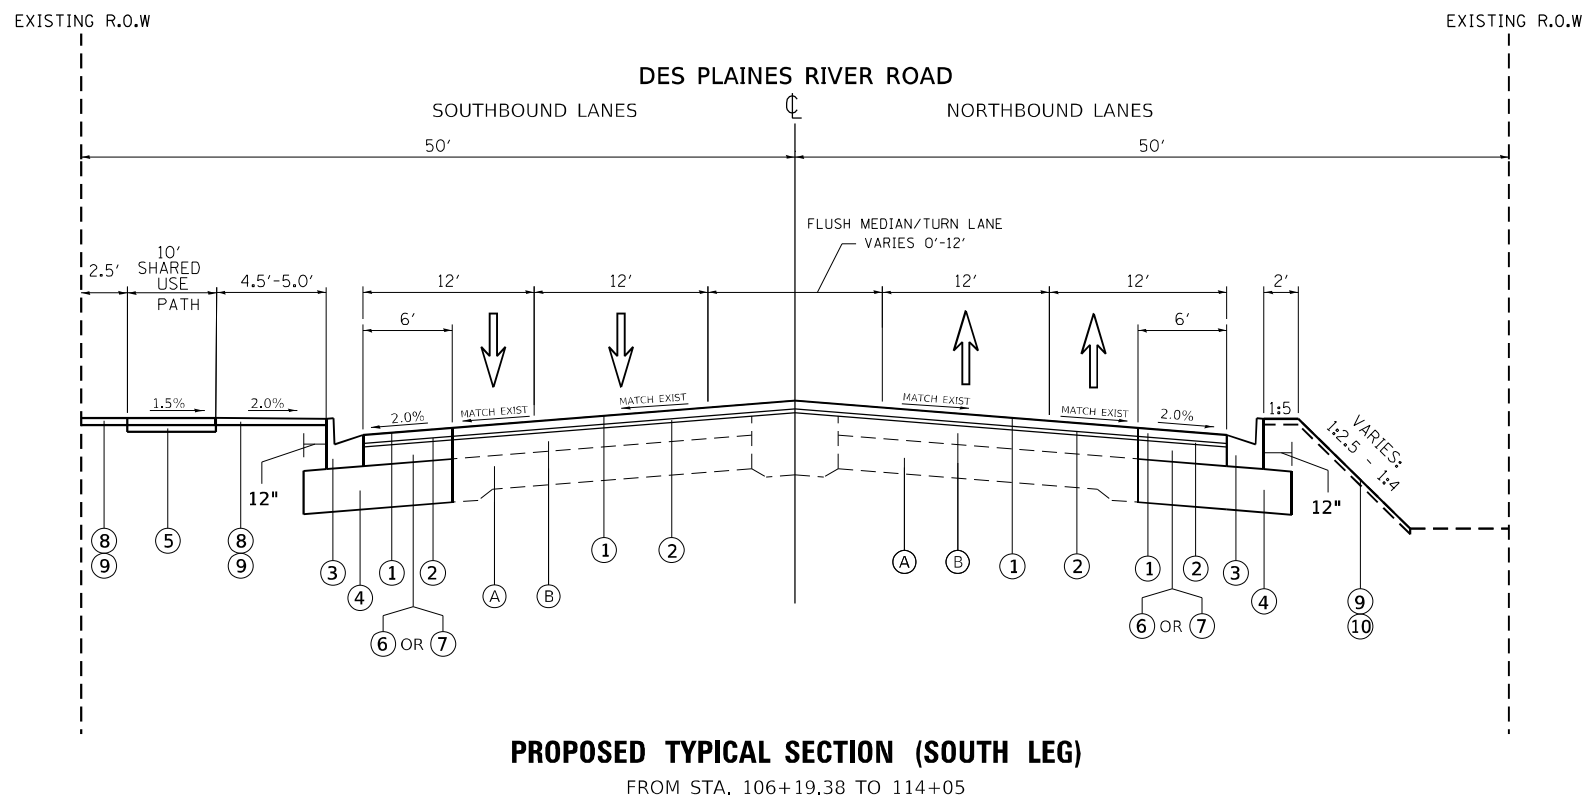 EXISTING R.O.W
EXISTING R.O.W
DES PLAINES RIVER ROAD
SOUTHBOUND LANES
℄
NORTHBOUND LANES
50'
50'
FLUSH MEDIAN/TURN LANE
VARIES 0'-12'
2.5'
10'
SHARED
USE
PATH
4.5'-5.0'
12'
12'
12'
12'
2'
6'
6'
1.5%
2.0%
2.0%
MATCH EXIST
MATCH EXIST
MATCH EXIST
MATCH EXIST
2.0%
1:5
VARIES:
1:2.5 - 1:4
12"
12"
8
9
5
8
9
3
4
1
2
6 OR 7
A
B
1
2
A
B
1
2
1
2
3
4
6 OR 7
9
10
PROPOSED TYPICAL SECTION (SOUTH LEG)
FROM STA. 106+19.38 TO 114+05